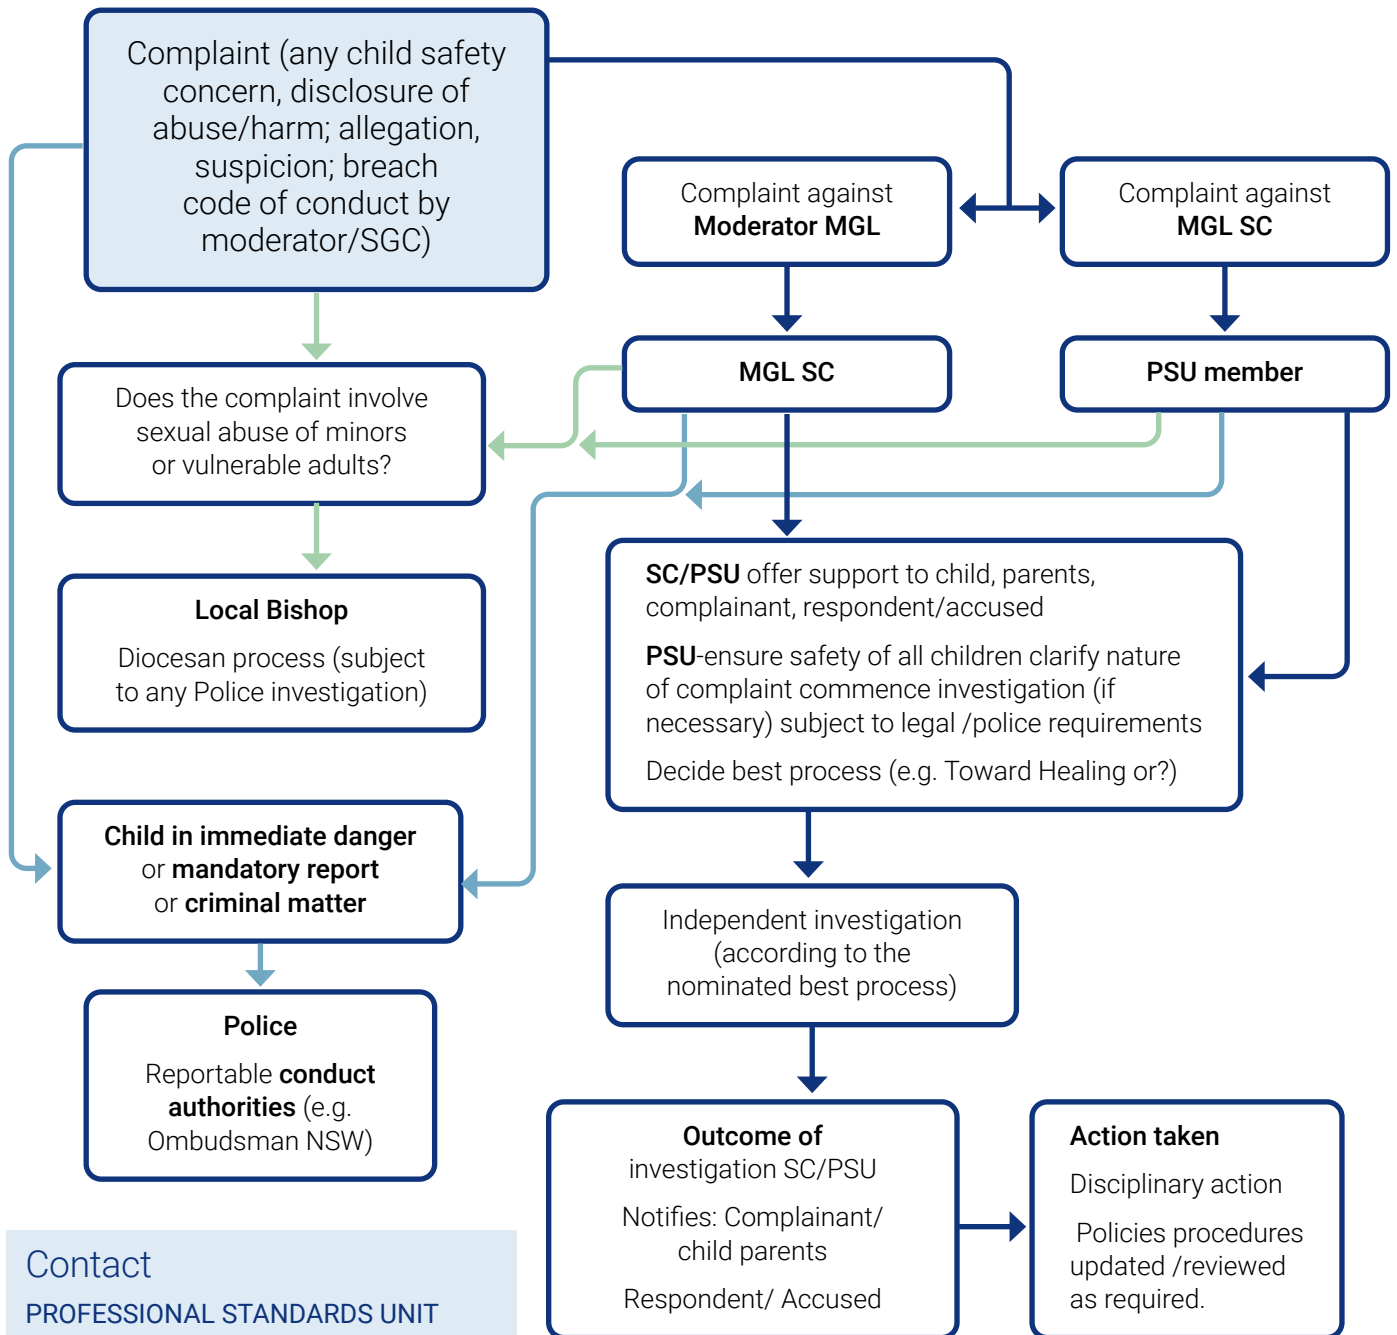 Complaint (any child safety
concern, disclosure of
abuse/harm; allegation,
suspicion; breach
code of conduct by
moderator/SGC)
Complaint against
Moderator MGL
Complaint against
MGL SC
MGL SC
PSU member
Does the complaint involve
sexual abuse of minors
or vulnerable adults?
Local Bishop
Diocesan process (subject
to any Police investigation)
SC/PSU offer support to child, parents,
complainant, respondent/accused
PSU-ensure safety of all children clarify nature
of complaint commence investigation (if
necessary) subject to legal /police requirements
Decide best process (e.g. Toward Healing or?)
Child in immediate danger
or mandatory report
or criminal matter
Independent investigation
(according to the
nominated best process)
Police
Reportable conduct
authorities (e.g.
Ombudsman NSW)
Outcome of
investigation SC/PSU
Notifies: Complainant/
child parents
Respondent/ Accused
Action taken
Disciplinary action
Policies procedures
updated /reviewed
as required.
Contact
PROFESSIONAL STANDARDS UNIT